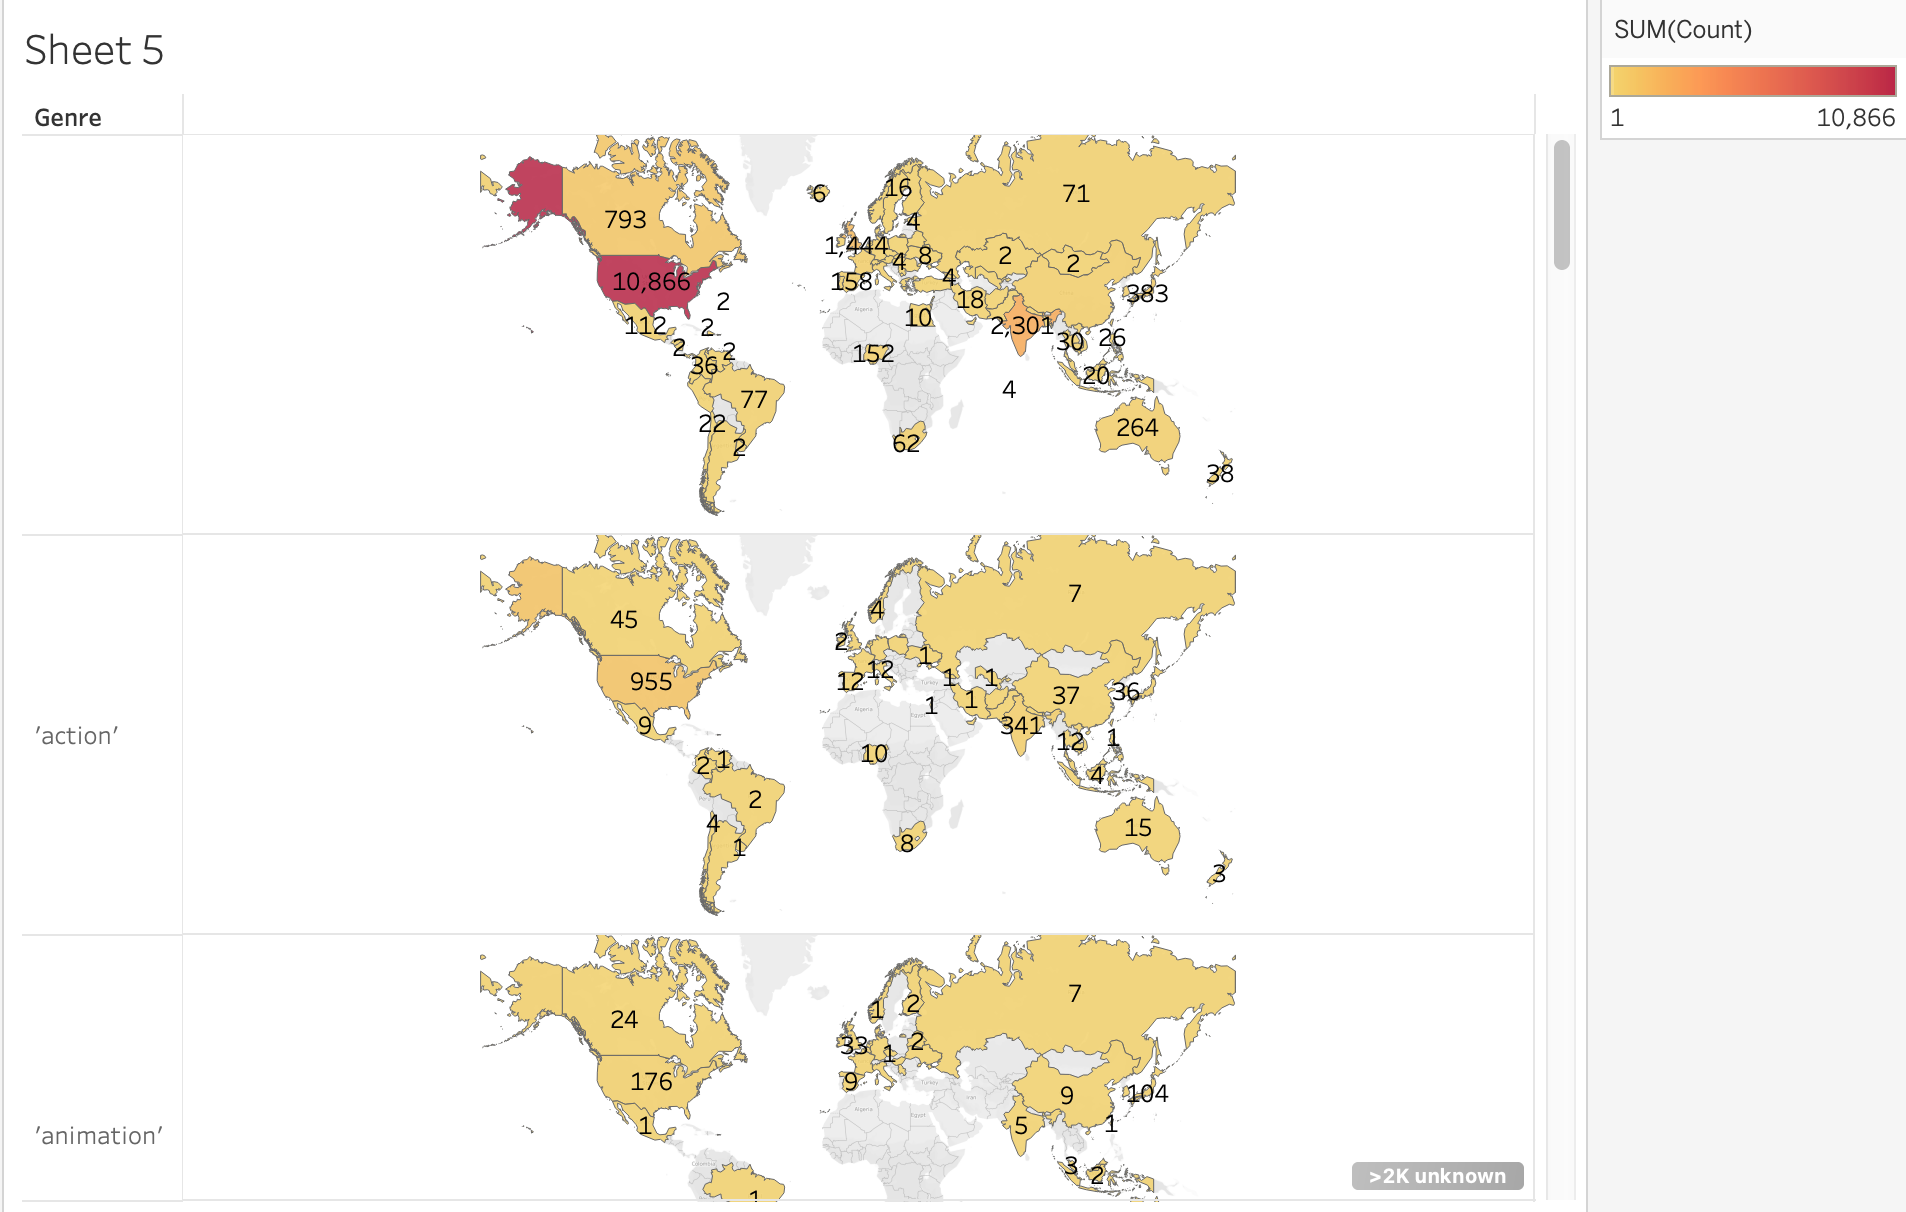 Sheet 5
SUM(Count)
1 10,866
Genre
6 16 71
793 4
1,444 8 2 2
4
10,866 158 4 18 383
2 10
112 2 2,301 30 26
2 2 152
36 20
4
77
22 264
2 62
38
'action'
7
45 4
2 1
12
955 12 1 1 37 36
1 1
9 341 12 1
10
2 1 4
2
4 15
1 8
3
'animation'
7
24 1 2
33 1 2
176 9 9 104
1 5 1
3 2
1
>2K unknown